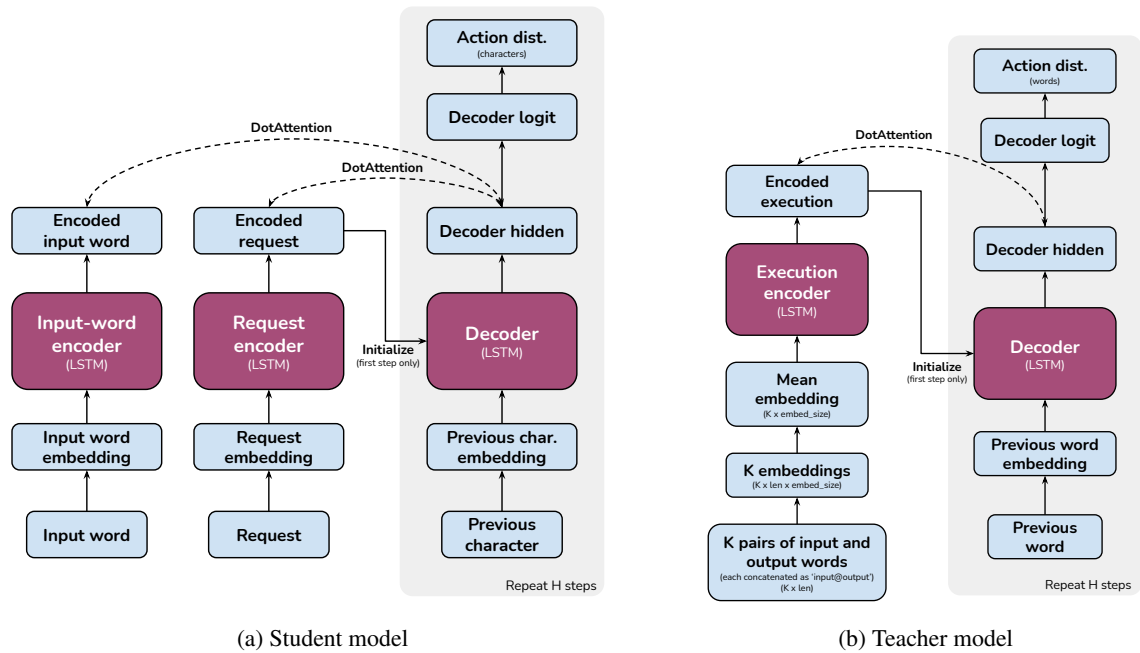 Action dist.
(characters)
Decoder logit
DotAttention
DotAttention
Encoded
input word
Encoded
request
Decoder hidden
Input-word
encoder
(LSTM)
Request
encoder
(LSTM)
Decoder
(LSTM)
Initialize
(first step only)
Input word
embedding
Request
embedding
Previous char.
embedding
Input word
Request
Previous
character
Repeat H steps
(a) Student model
Action dist.
(words)
Decoder logit
DotAttention
Encoded
execution
Decoder hidden
Execution
encoder
(LSTM)
Decoder
(LSTM)
Initialize
(first step only)
Mean
embedding
(K x embed_size)
Previous word
embedding
K embeddings
(K x len x embed_size)
Previous
word
K pairs of input and
output words
(each concatenated as ‘input@output’)
(K x len)
Repeat H steps
(b) Teacher model